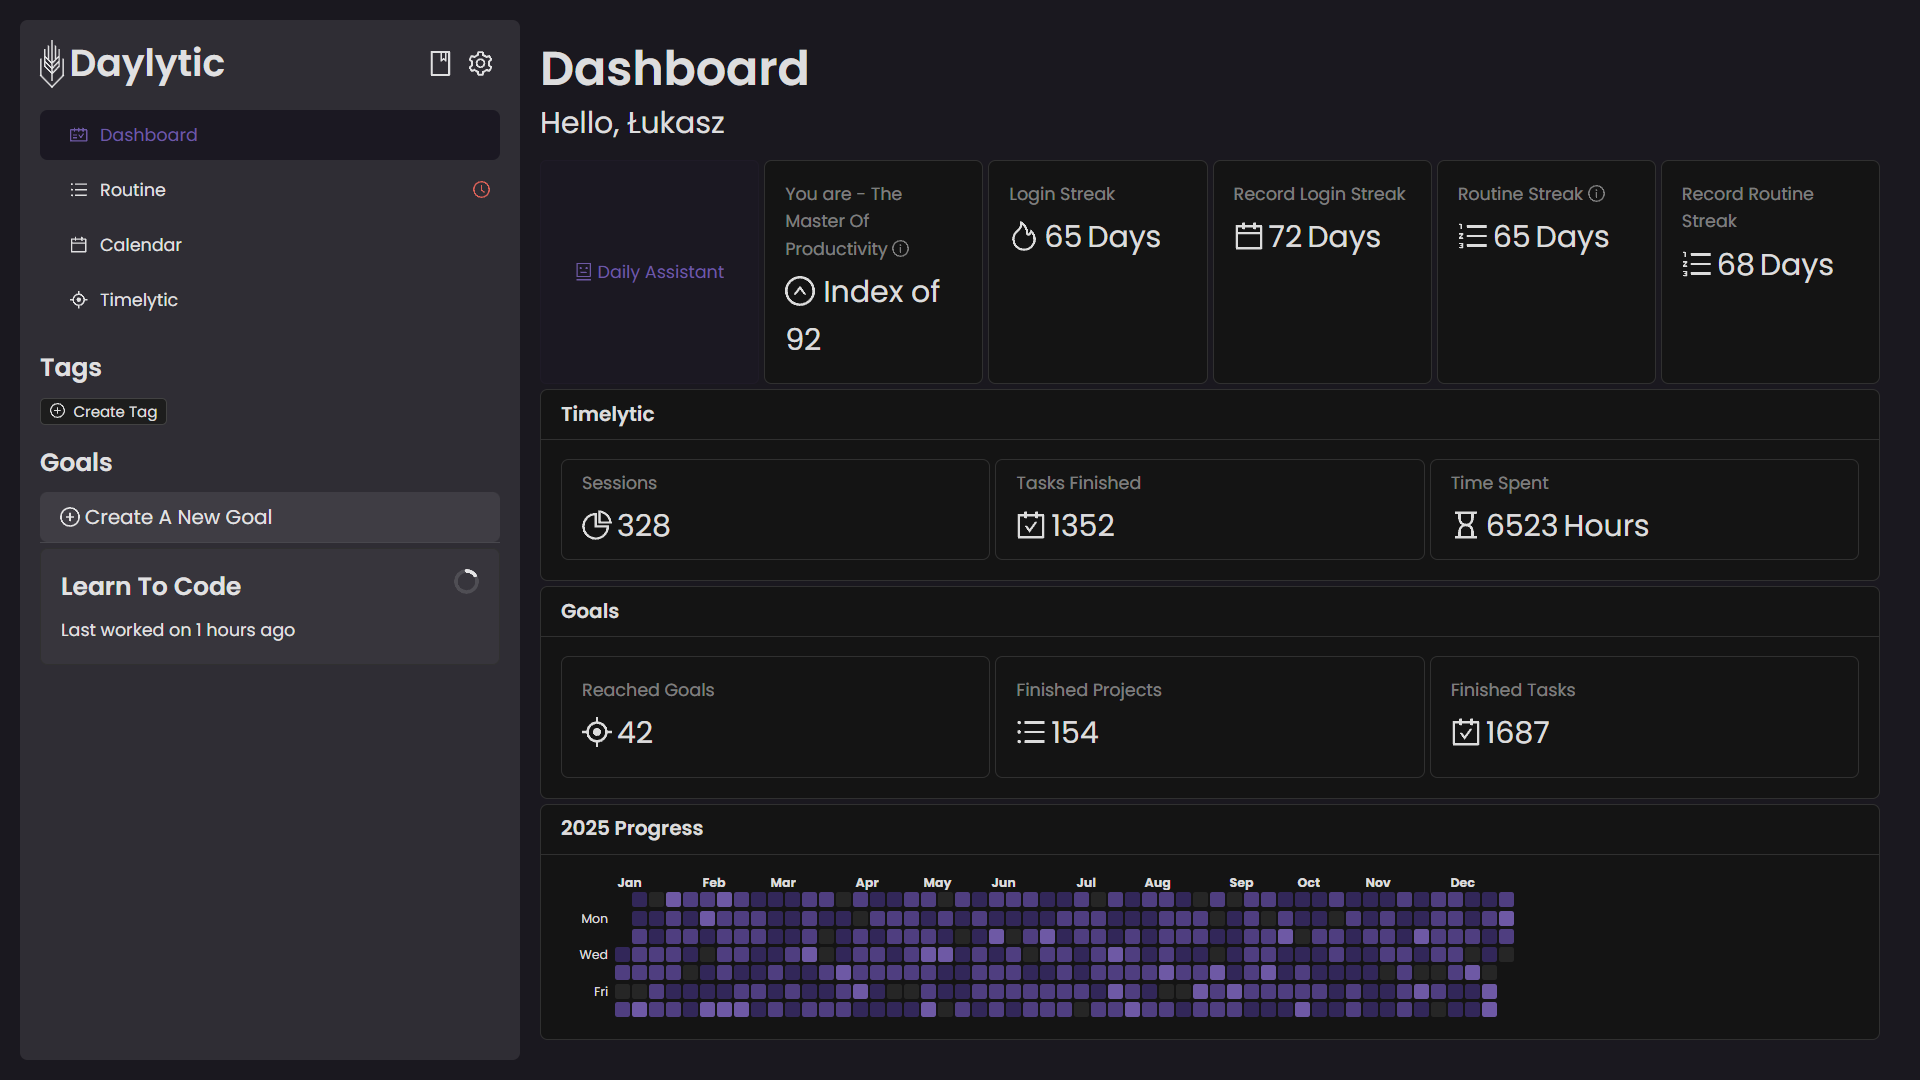 Daylytic
Dashboard
Routine
Calendar
Timelytic
Tags
Create Tag
Goals
Create A New Goal
Learn To Code
Last worked on 1 hours ago
Dashboard
Hello, Łukasz
Daily Assistant
You are - The
Master Of
Productivity
Index of
92
Login Streak
65 Days
Record Login Streak
72 Days
Routine Streak
65 Days
Record Routine
Streak
68 Days
Timelytic
Sessions
328
Tasks Finished
1352
Time Spent
6523 Hours
Goals
Reached Goals
42
Finished Projects
154
Finished Tasks
1687
2025 Progress
Jan Feb Mar Apr May Jun Jul Aug Sep Oct Nov Dec
Mon
Wed
Fri